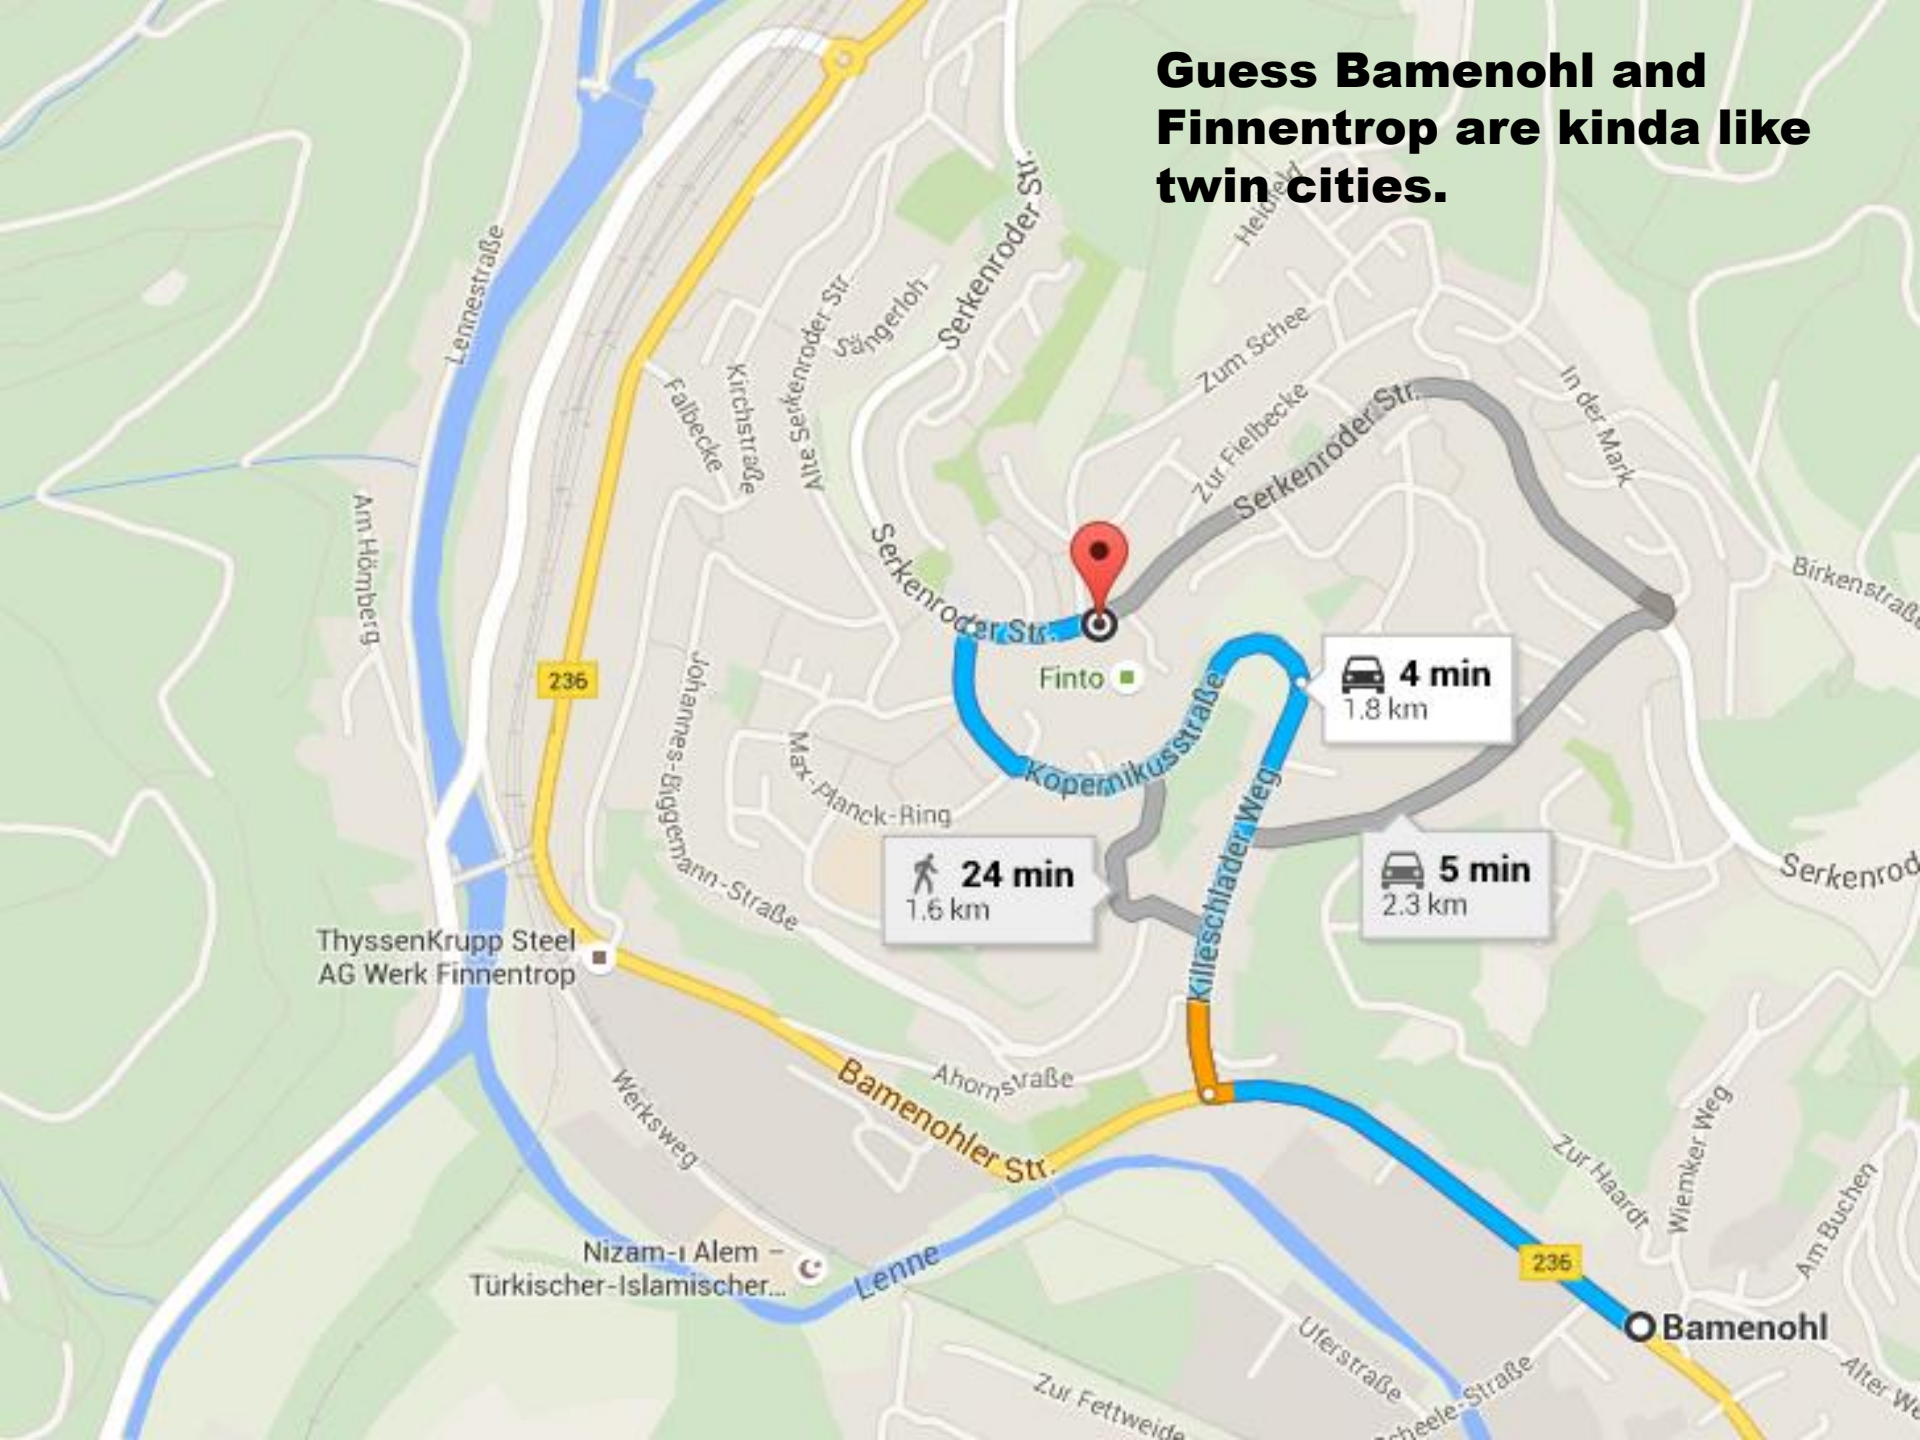 Guess Bamenohl and
Finnentrop are kinda like
twin cities.
Heidfeld
Lennestraße
Serkenroder Str.
Alte Serkenroder Str.
Sängerloh
Zum Schee
In der Mark
Kirchstraße
Falbecke
Zur Fielbecke
Serkenroder Str.
Am Hömberg
Serkenroder Str.
Birkenstraße
236
Finto
4 min
1.8 km
Johannes-Biggemann-Straße
Max-Planck-Ring
Kopernikusstraße
Killeschlader Weg
24 min
1.6 km
5 min
2.3 km
Serkenrod
ThyssenKrupp Steel
AG Werk Finnentrop
Werksweg
Bamenohler Str.
Ahornstraße
Zur Haardt
Wiemker Weg
Am Buchen
Nizam-ı Alem –
Türkischer-Islamischer...
Lenne
236
Bamenohl
Uferstraße
Zur Fettweide
Scheele-Straße
Alter We